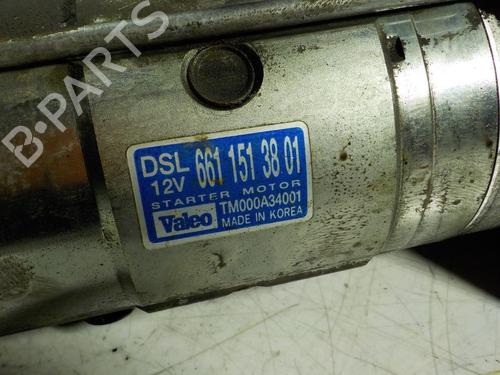 B-PARTS
DSL 661 151 38 01
12V
STARTER MOTOR
Valeo TM000A34001
MADE IN KOREA